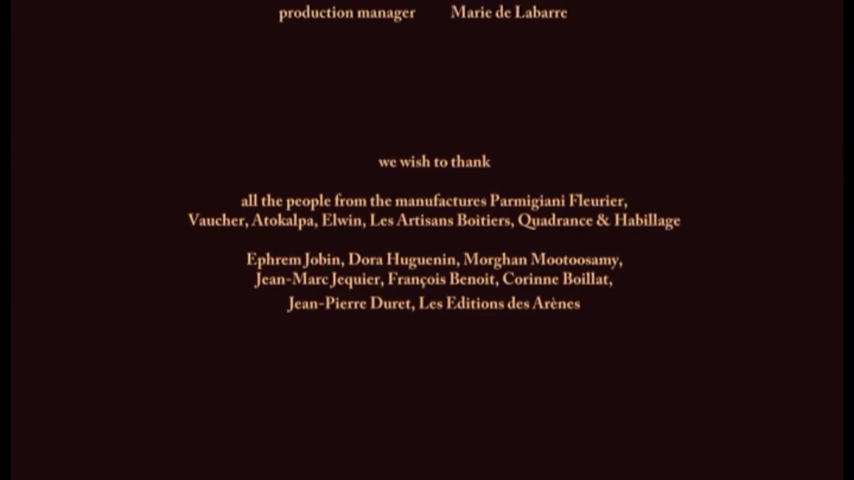 production manager Marie de Labarre
we wish to thank
all the people from the manufactures Parmigiani Fleurier,
Vaucher, Atokalpa, Elwin, Les Artisans Boitiers, Quadrance & Habillage
Ephrem Jobin, Dora Huguenin, Morghan Mootoosamy,
Jean-Marc Jequier, François Benoit, Corinne Boillat,
Jean-Pierre Duret, Les Editions des Arènes